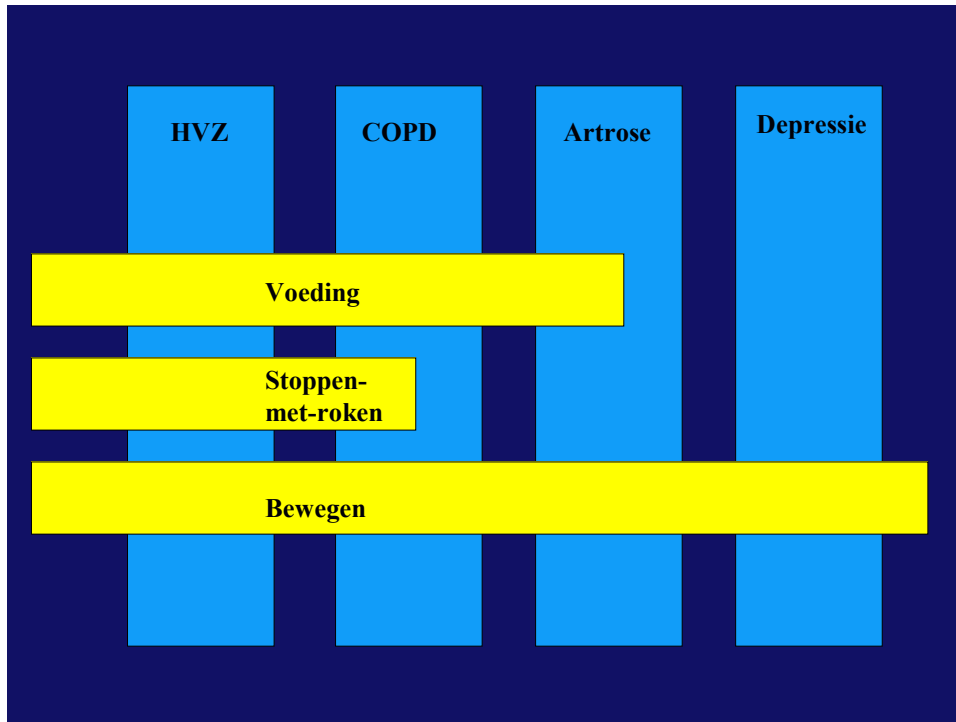 HVZ
COPD
Artrose
Depressie
Voeding
Stoppen-
met-roken
Bewegen